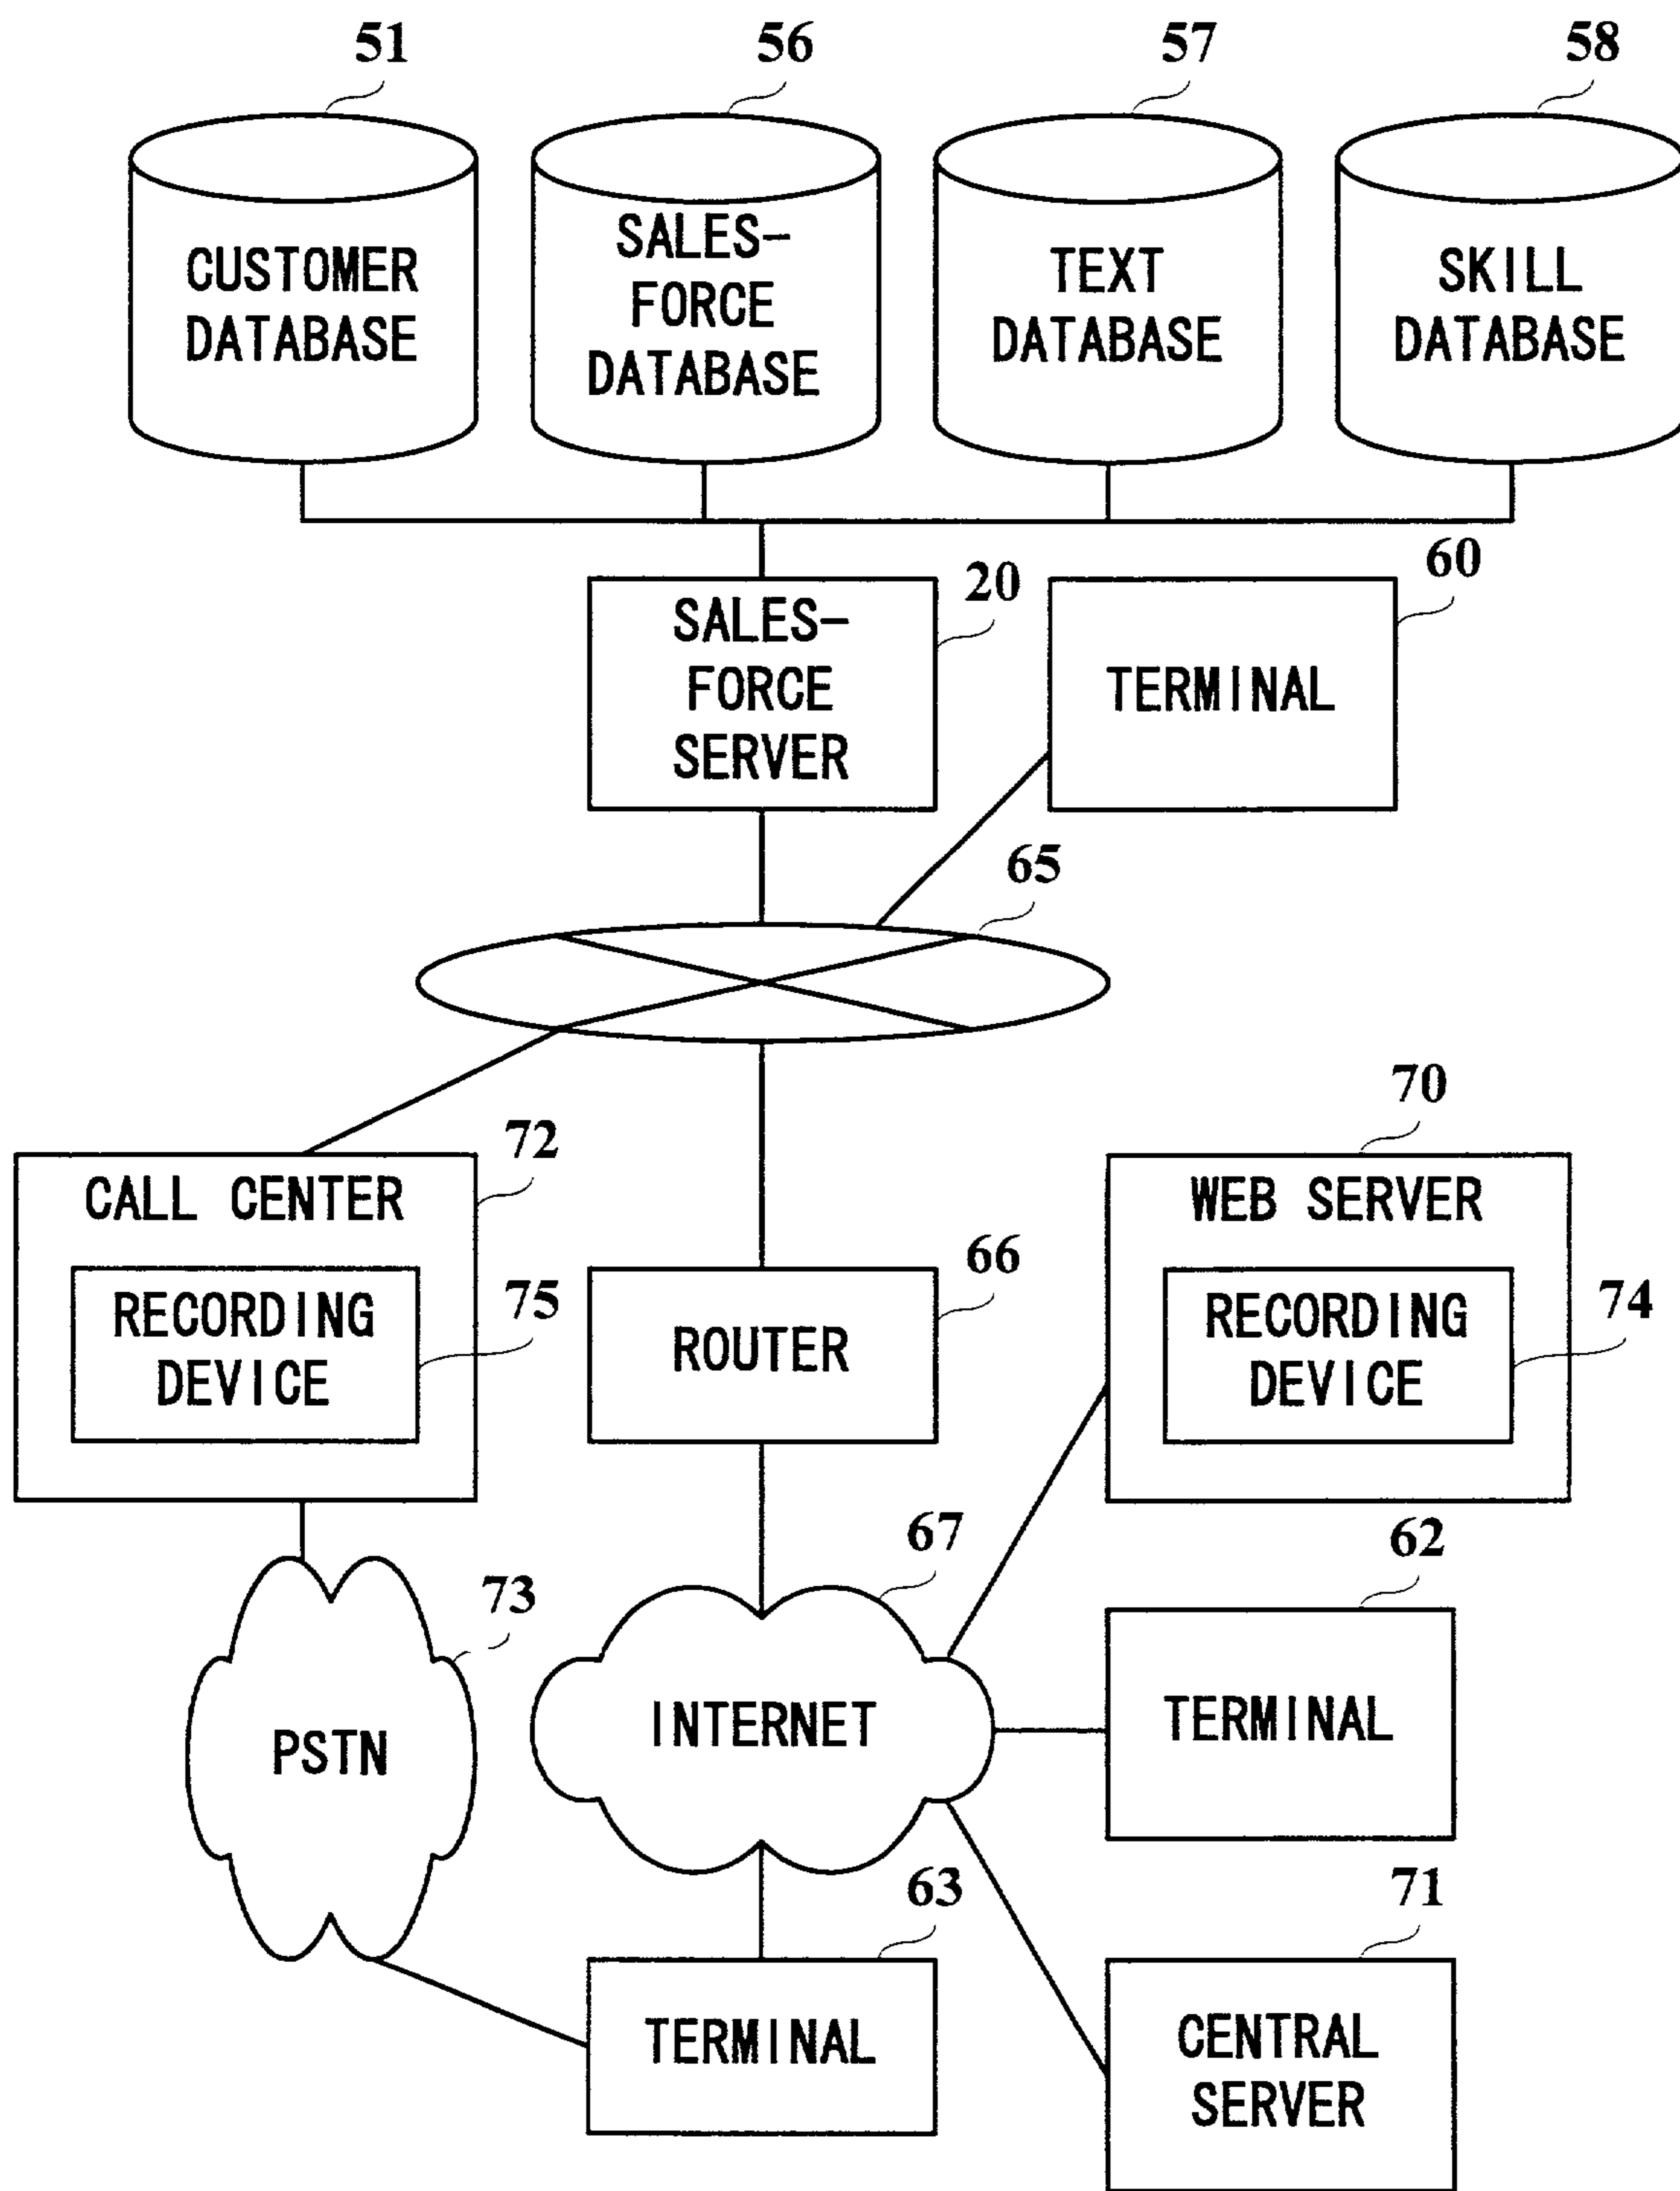 51
56
57
58
CUSTOMER
DATABASE
SALES-
FORCE
DATABASE
TEXT
DATABASE
SKILL
DATABASE
20
60
SALES-
FORCE
SERVER
TERMINAL
65
72
70
CALL CENTER
WEB SERVER
66
75
RECORDING
DEVICE
ROUTER
74
RECORDING
DEVICE
67
62
73
PSTN
INTERNET
TERMINAL
63
71
TERMINAL
CENTRAL
SERVER